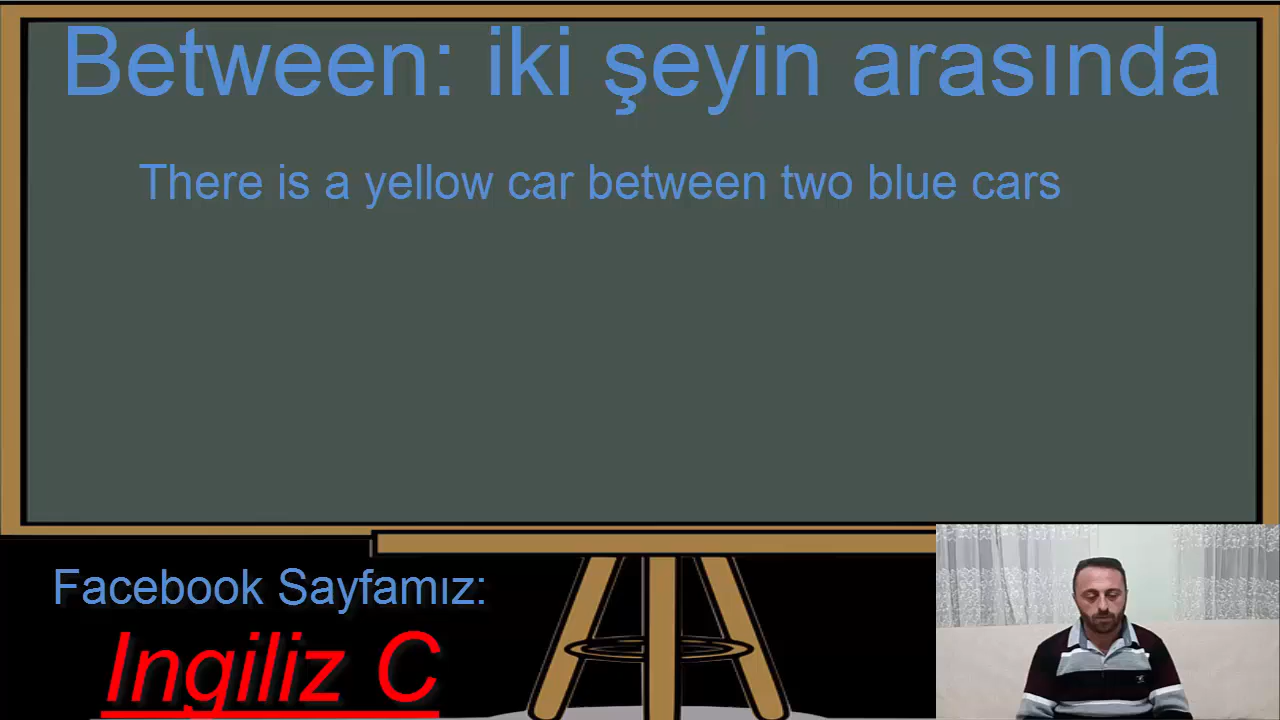 Between: iki şeyin arasında
There is a yellow car between two blue cars
Facebook Sayfamız:
Ingiliz C